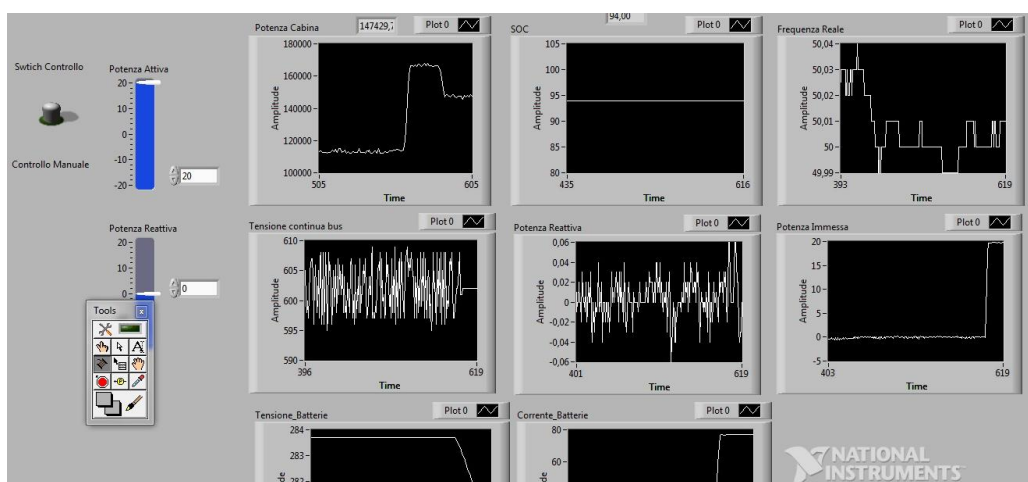 94,00
Potenza Cabina
147429,7
Plot 0
SOC
Plot 0
Frequenza Reale
Plot 0
Swtich Controllo
Potenza Attiva
20
10
0
-10
-20
20
Controllo Manuale
180000
160000
140000
120000
100000
Amplitude
505
605
Time
105
100
95
90
85
80
Amplitude
435
616
Time
50,04
50,03
50,02
50,01
50
49,99
Amplitude
393
619
Time
Potenza Reattiva
20
10
0
0
Tensione continua bus
Plot 0
610
605
600
595
590
Amplitude
396
619
Time
Potenza Reattiva
Plot 0
0,06
0,04
0,02
0
-0,02
-0,04
-0,06
Amplitude
401
619
Time
Potenza Immessa
Plot 0
20
15
10
5
0
-5
Amplitude
403
619
Time
Tools
A
P
Tensione_Batterie
Plot 0
284
283
282
Corrente_Batterie
Plot 0
80
60
NATIONAL
INSTRUMENTS